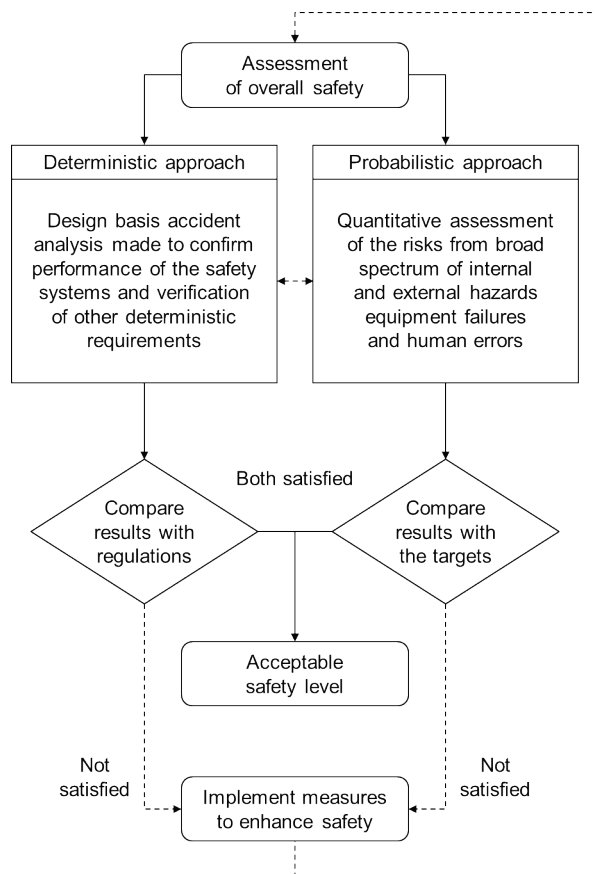 Assessment
of overall safety
Deterministic approach
Design basis accident
analysis made to confirm
performance of the safety
systems and verification
of other deterministic
requirements
Probabilistic approach
Quantitative assessment
of the risks from broad
spectrum of internal
and external hazards
equipment failures
and human errors
Both satisfied
Compare
results with
regulations
Compare
results with
the targets
Acceptable
safety level
Not
satisfied
Not
satisfied
Implement measures
to enhance safety